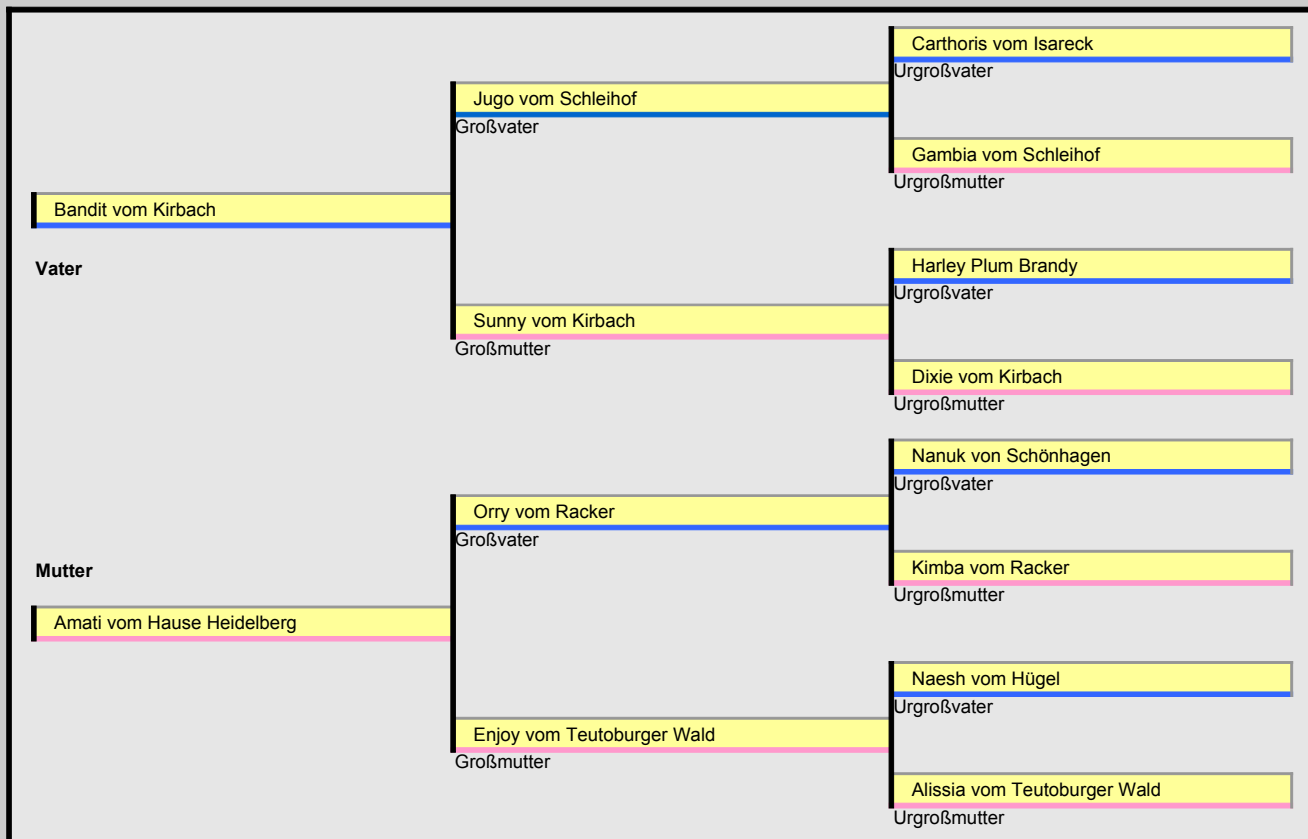 Carthoris vom Isareck
Urgroßvater
Jugo vom Schleihof
Großvater
Gambia vom Schleihof
Urgroßmutter
Bandit vom Kirbach
Vater
Harley Plum Brandy
Urgroßvater
Sunny vom Kirbach
Großmutter
Dixie vom Kirbach
Urgroßmutter
Nanuk von Schönhagen
Urgroßvater
Orry vom Racker
Großvater
Mutter
Kimba vom Racker
Urgroßmutter
Amati vom Hause Heidelberg
Naesh vom Hügel
Urgroßvater
Enjoy vom Teutoburger Wald
Großmutter
Alissia vom Teutoburger Wald
Urgroßmutter